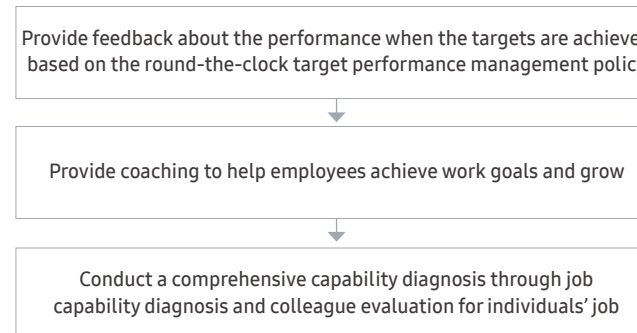 Provide feedback about the performance when the targets are achieve
based on the round-the-clock target performance management polic
Provide coaching to help employees achieve work goals and grow
Conduct a comprehensive capability diagnosis through job
capability diagnosis and colleague evaluation for individuals’ job